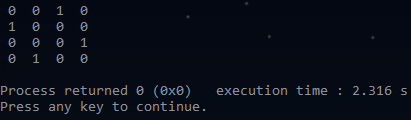 0 0 1 0
1 0 0 0
0 0 0 1
0 1 0 0
Process returned 0 (0x0)   execution time : 2.316 s
Press any key to continue.